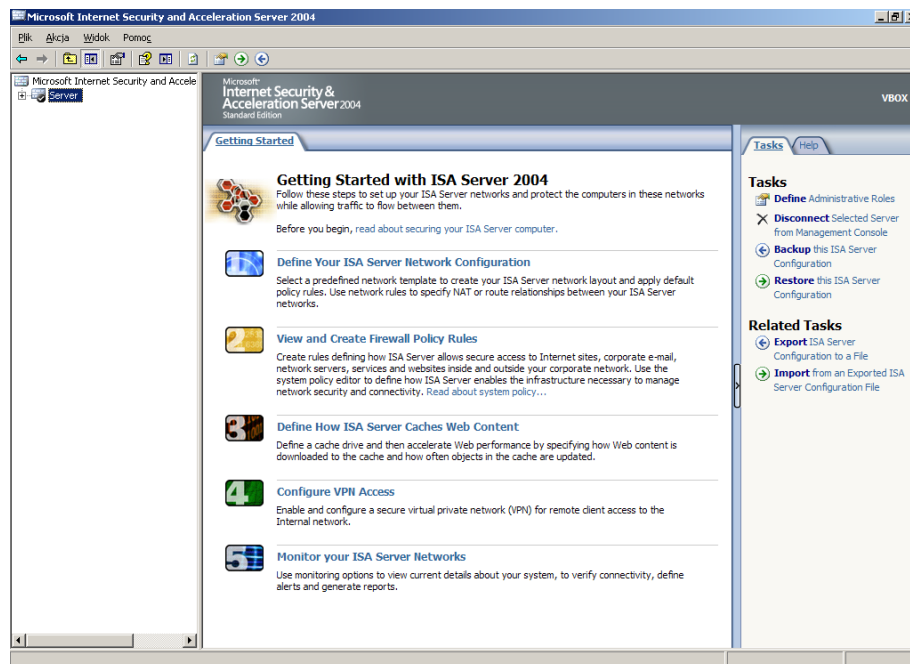 Microsoft Internet Security and Acceleration Server 2004
Plik Akcja Widok Pomoc
Microsoft Internet Security and Accele
Server
Microsoft
Internet Security &
Acceleration Server 2004
Standard Edition
VBOX
Getting Started
Getting Started with ISA Server 2004
Follow these steps to set up your ISA Server networks and protect the computers in these networks
while allowing traffic to flow between them.
Before you begin, read about securing your ISA Server computer.
1
Define Your ISA Server Network Configuration
Select a predefined network template to create your ISA Server network layout and apply default
policy rules. Use network rules to specify NAT or route relationships between your ISA Server
networks.
2
View and Create Firewall Policy Rules
Create rules defining how ISA Server allows secure access to Internet sites, corporate e-mail,
network servers, services and websites inside and outside your corporate network. Use the
system policy editor to define how ISA Server enables the infrastructure necessary to manage
network security and connectivity. Read about system policy...
3
Define How ISA Server Caches Web Content
Define a cache drive and then accelerate Web performance by specifying how Web content is
downloaded to the cache and how often objects in the cache are updated.
4
Configure VPN Access
Enable and configure a secure virtual private network (VPN) for remote client access to the
Internal network.
5
Monitor your ISA Server Networks
Use monitoring options to view current details about your system, to verify connectivity, define
alerts and generate reports.
Tasks Help
Tasks
Define Administrative Roles
Disconnect Selected Server
from Management Console
Backup this ISA Server
Configuration
Restore this ISA Server
Configuration
Related Tasks
Export ISA Server
Configuration to a File
Import from an Exported ISA
Server Configuration File